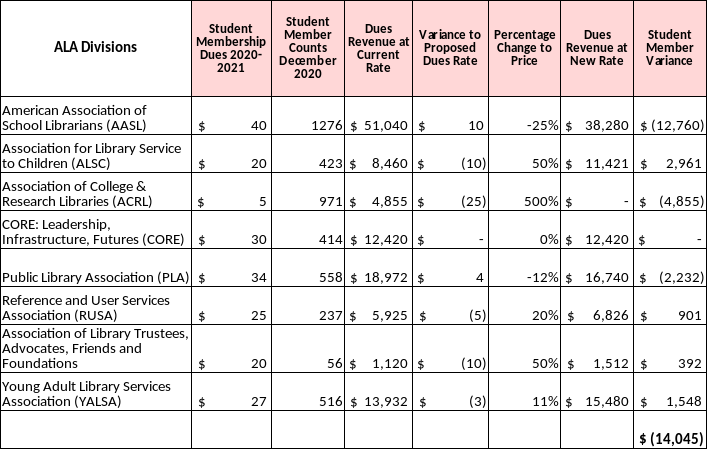 ALA Divisions
Student
Membership
Dues 2020-
2021
Student
Member
Counts
December
2020
Dues
Revenue at
Current
Rate
Variance to
Proposed
Dues Rate
Percentage
Change to
Price
Dues
Revenue at
New Rate
Student
Member
Variance
American Association of
School Librarians (AASL) $ 40 1276 $ 51,040 $ 10 -25% $ 38,280 $ (12,760)
Association for Library Service
to Children (ALSC) $ 20 423 $ 8,460 $ (10) 50% $ 11,421 $ 2,961
Association of College &
Research Libraries (ACRL) $ 5 971 $ 4,855 $ (25) 500% $ - $ (4,855)
CORE: Leadership,
Infrastructure, Futures (CORE) $ 30 414 $ 12,420 $ - 0% $ 12,420 $ -
Public Library Association (PLA) $ 34 558 $ 18,972 $ 4 -12% $ 16,740 $ (2,232)
Reference and User Services
Association (RUSA) $ 25 237 $ 5,925 $ (5) 20% $ 6,826 $ 901
Association of Library Trustees,
Advocates, Friends and
Foundations $ 20 56 $ 1,120 $ (10) 50% $ 1,512 $ 392
Young Adult Library Services
Association (YALSA) $ 27 516 $ 13,932 $ (3) 11% $ 15,480 $ 1,548
$ (14,045)